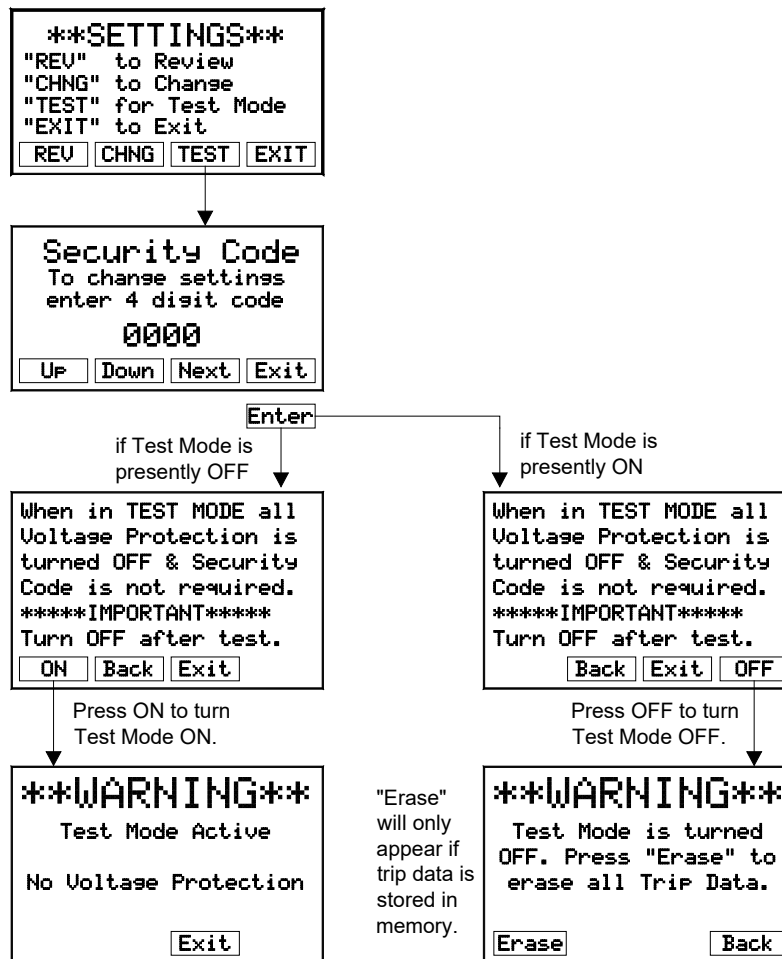 **SETTINGS**
"REV" to Review
"CHNG" to Change
"TEST" for Test Mode
"EXIT" to Exit
REV CHNG TEST EXIT
Security Code
To change settings
enter 4 digit code
0000
Up Down Next Exit
Enter
if Test Mode is
presently OFF
if Test Mode is
presently ON
When in TEST MODE all
Voltage Protection is
turned OFF & Security
Code is not required.
*****IMPORTANT*****
Turn OFF after test.
ON Back Exit
When in TEST MODE all
Voltage Protection is
turned OFF & Security
Code is not required.
*****IMPORTANT*****
Turn OFF after test.
Back Exit OFF
Press ON to turn
Test Mode ON.
Press OFF to turn
Test Mode OFF.
**WARNING**
Test Mode Active
No Voltage Protection
Exit
"Erase"
will only
appear if
trip data is
stored in
memory.
**WARNING**
Test Mode is turned
OFF. Press "Erase" to
erase all Trip Data.
Erase Back